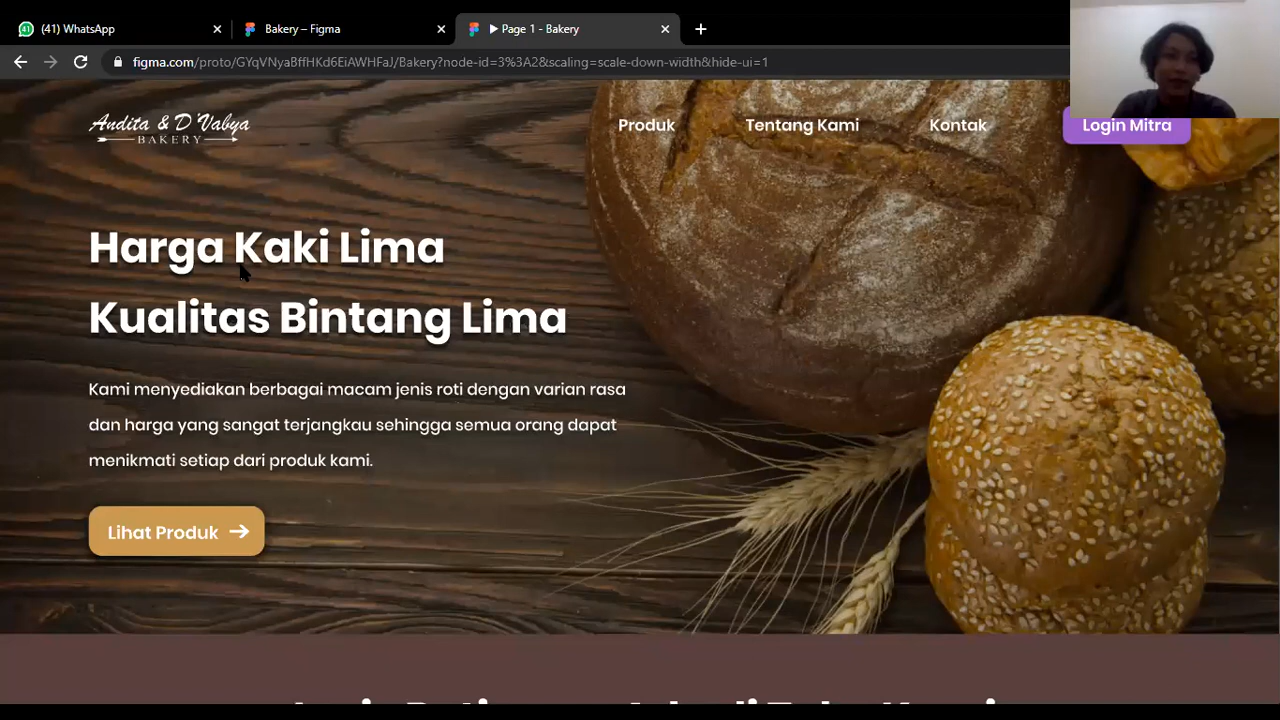 (41) WhatsApp
Bakery – Figma
Page 1 - Bakery
figma.com/proto/GYqVNyaBffHKd6EiAWHFaJ/Bakery?node-id=3%3A2&scaling=scale-down-width&hide-ui=1
Andita & D'Vabya
BAKERY
Produk
Tentang Kami
Kontak
Login Mitra
Harga Kaki Lima
Kualitas Bintang Lima
Kami menyediakan berbagai macam jenis roti dengan varian rasa
dan harga yang sangat terjangkau sehingga semua orang dapat
menikmati setiap dari produk kami.
Lihat Produk